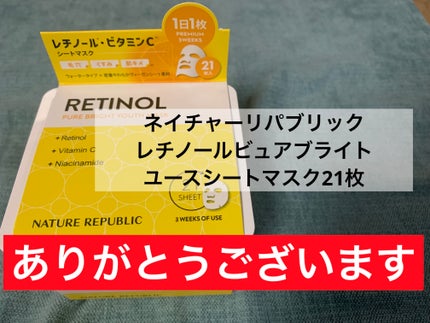 レチノール・ビタミンC
シートマスク
毛穴 くすみ 肌キメ
1日1枚
PREMIUM
3WEEKS
21
枚入
RETINOL
PURE BRIGHT
+ Retinol
+ Vitamin C
+ Niacinamide
ネイチャーリパブリック
レチノールピュアブライト
ユースシートマスク21枚
SHEET
3 WEEKS OF USE
NATURE REPUBLIC
ありがとうございます